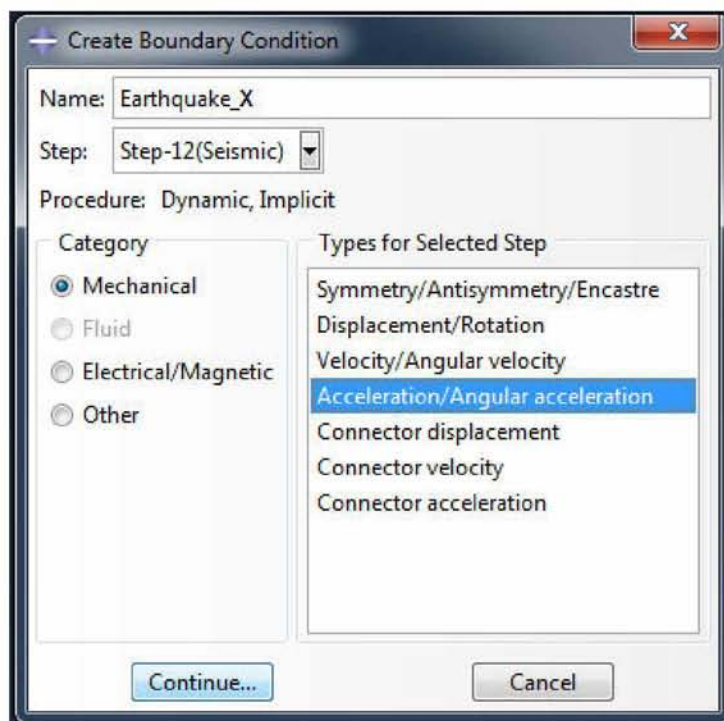 Create Boundary Condition
Name: Earthquake_X
Step: Step-12(Seismic)
Procedure: Dynamic, Implicit
Category
Mechanical
Fluid
Electrical/Magnetic
Other
Types for Selected Step
Symmetry/Antisymmetry/Encastre
Displacement/Rotation
Velocity/Angular velocity
Acceleration/Angular acceleration
Connector displacement
Connector velocity
Connector acceleration
Continue... Cancel